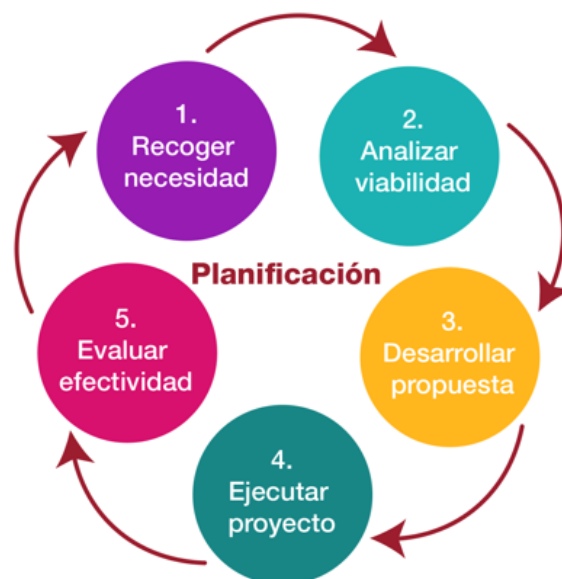 1.
Recoger
necesidad
2.
Analizar
viabilidad
Planificación
3.
Desarrollar
propuesta
4.
Ejecutar
proyecto
5.
Evaluar
efectividad